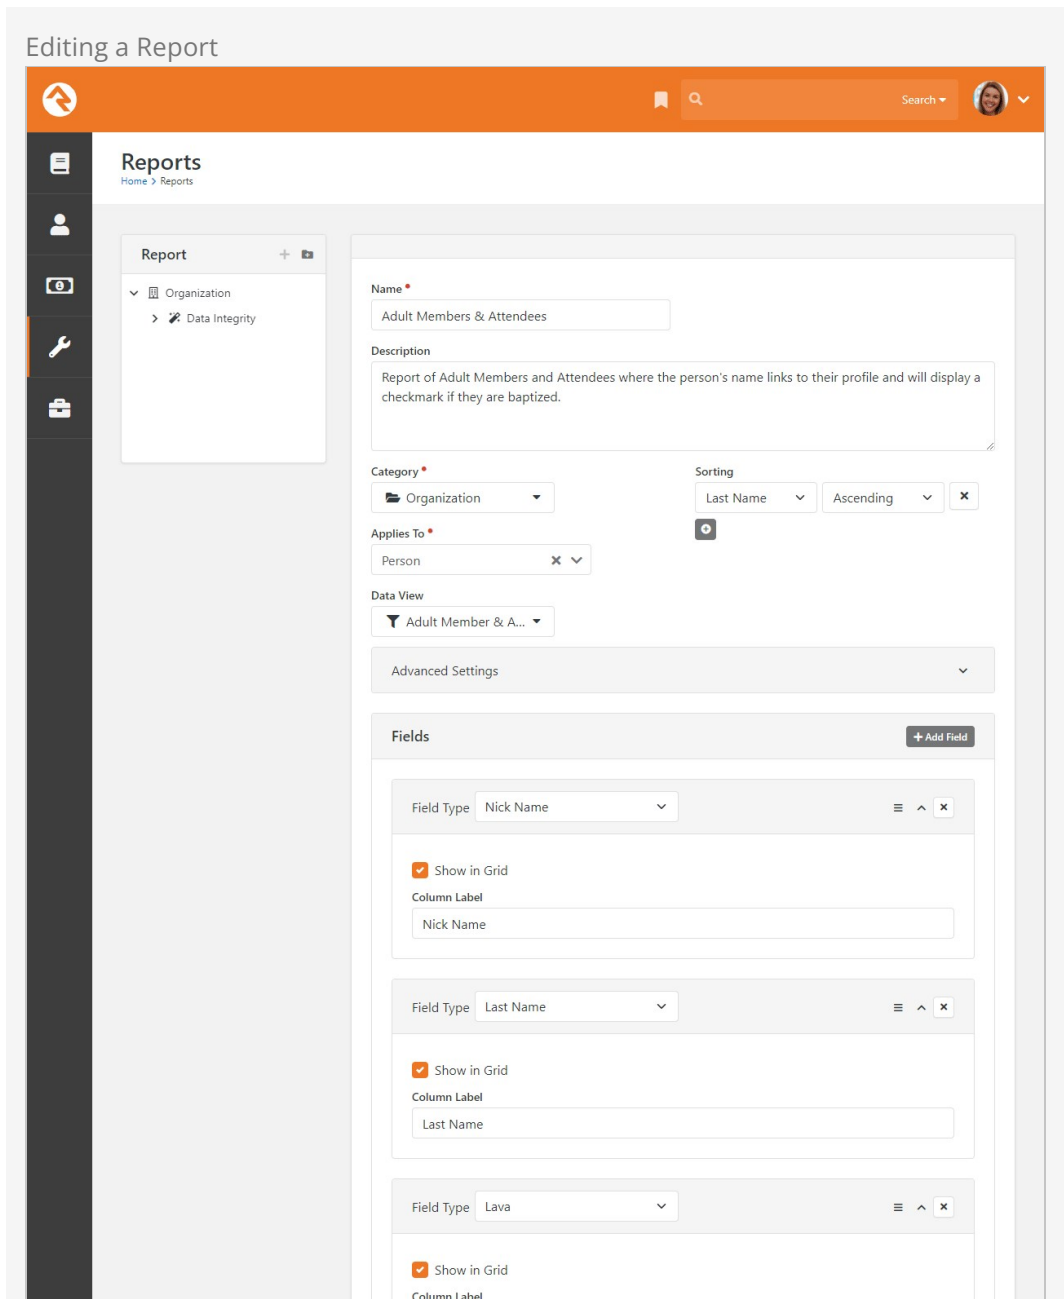 Editing a Report
Search
Reports
Home > Reports
Report
Organization
Data Integrity
Name
Adult Members & Attendees
Description
Report of Adult Members and Attendees where the person's name links to their profile and will display a
checkmark if they are baptized.
Category
Sorting
Organization
Last Name
Ascending
Applies To
Person
Data View
Adult Member & A...
Advanced Settings
Fields
+ Add Field
Field Type Nick Name
Show in Grid
Column Label
Nick Name
Field Type Last Name
Show in Grid
Column Label
Last Name
Field Type Lava
Show in Grid
Column Label